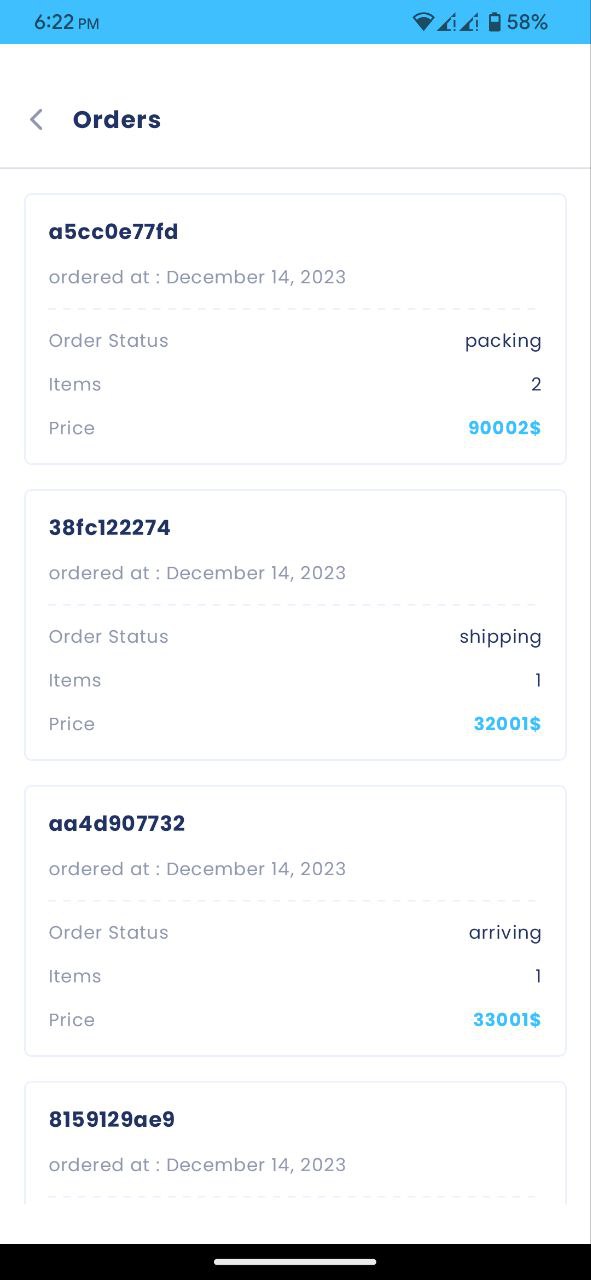 6:22 PM 58%
Orders
a5cc0e77fd
ordered at : December 14, 2023
Order Status packing
Items 2
Price 90002$
38fc122274
ordered at : December 14, 2023
Order Status shipping
Items 1
Price 32001$
aa4d907732
ordered at : December 14, 2023
Order Status arriving
Items 1
Price 33001$
8159129ae9
ordered at : December 14, 2023